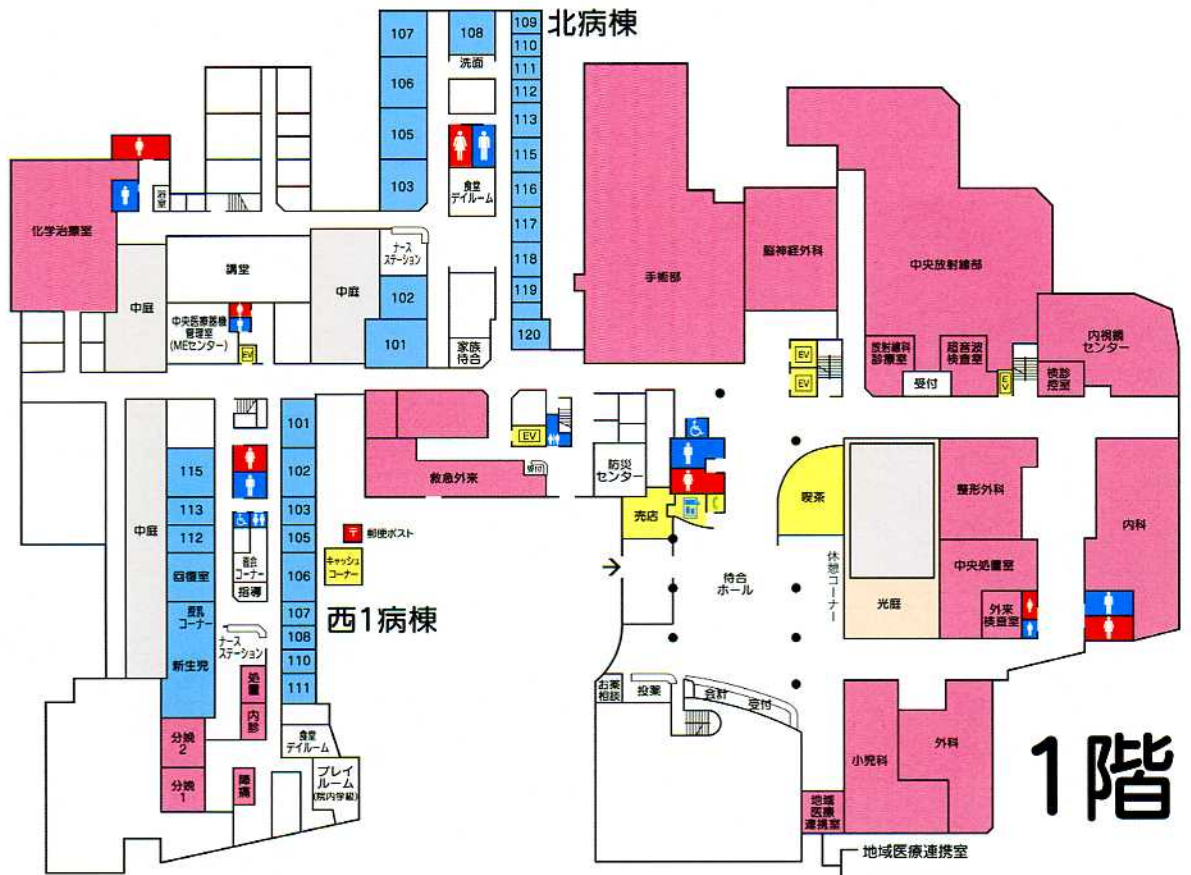 北病棟
107
108
洗面
109
110
111
112
113
115
116
117
118
119
120
106
105
103
食堂
デイルーム
ナース
ステーション
102
101
家族
待合
化学治療室
浴室
講堂
中庭
中庭
中央医療器機
管理室
(MEセンター)
EV
手術部
脳神経外科
中央放射線部
放射線科
診療室
超音波
検査室
受付
EV
内視鏡
センター
検診
控室
EV
EV
EV
受付
救急外来
防災
センター
売店
喫茶
整形外科
内科
中央処置室
外来
検査室
光庭
休憩コーナー
待合
ホール
中庭
115
113
112
回復室
授乳
コーナー
新生児
101
102
103
105
106
107
108
110
111
面会
コーナー
指導
ナース
ステーション
処置
内診
分娩
2
分娩
1
陣痛
食堂
デイルーム
プレイ
ルーム
(院内学級)
〒
郵便ポスト
キャッシュ
コーナー
西1病棟
お薬
相談
投薬
会計
受付
小児科
外科
地域
医療
連携室
地域医療連携室
1階